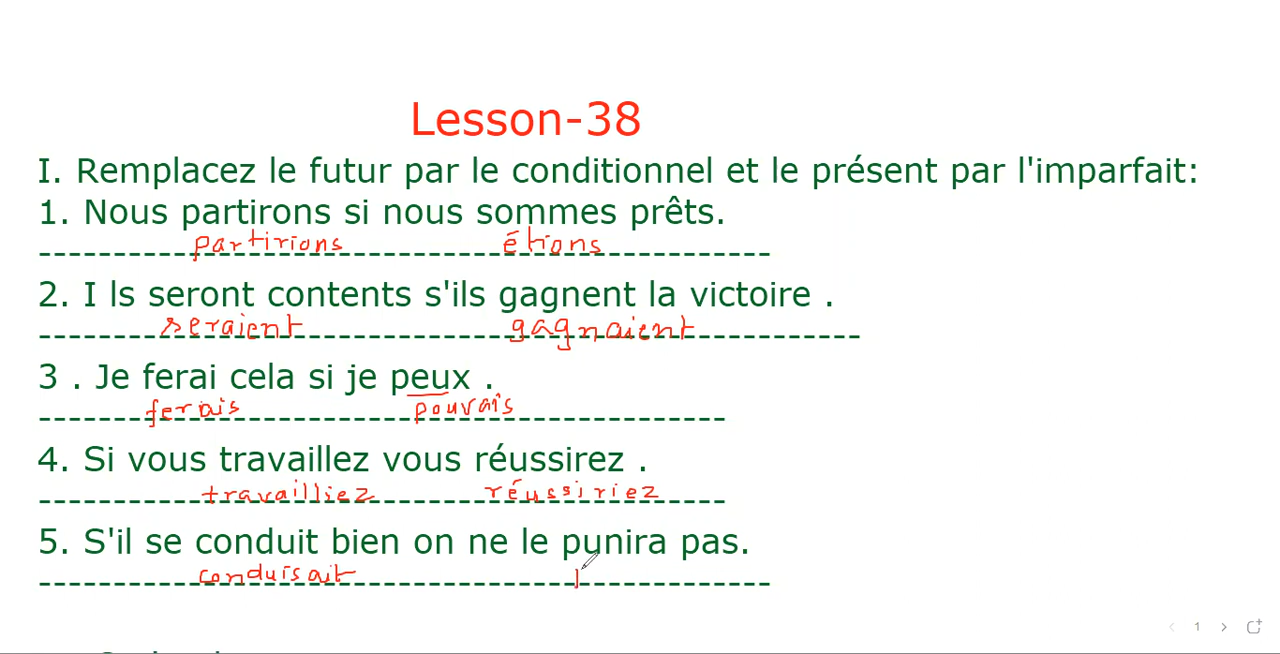 Lesson-38
I. Remplacez le futur par le conditionnel et le présent par l'imparfait:
1. Nous partirons si nous sommes prêts.
partirions étions
2. I ls seront contents s'ils gagnent la victoire .
seraient gagnaient
3 . Je ferai cela si je peux .
ferais pouvais
4. Si vous travaillez vous réussirez .
travailliez réussiriez
5. S'il se conduit bien on ne le punira pas.
conduisait
1